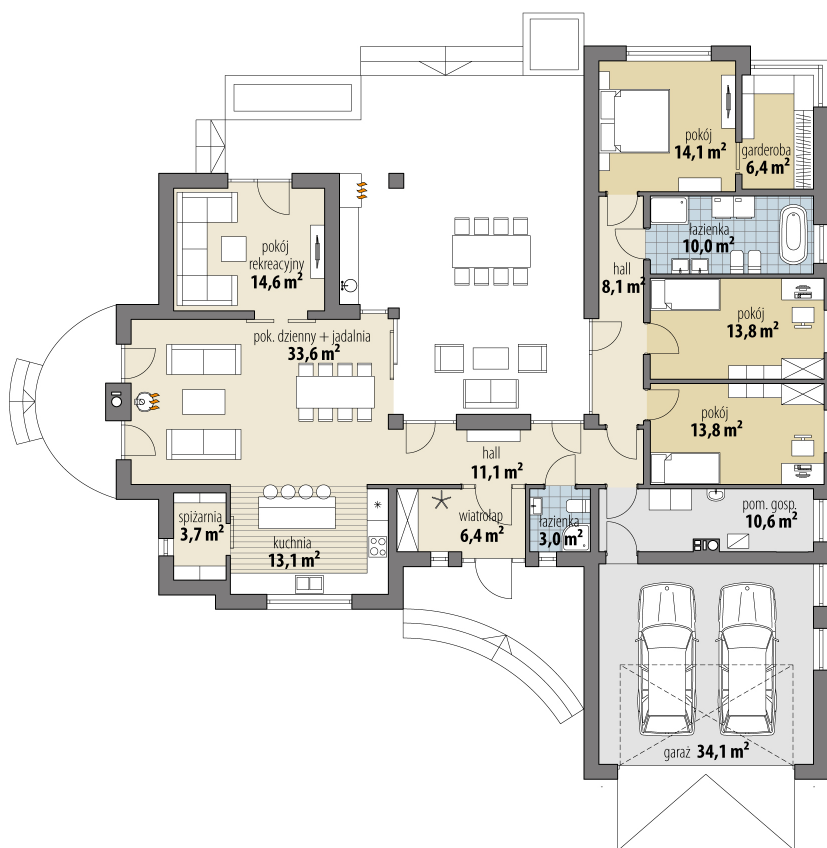 pokój
14,1 m²
garderoba
6,4 m²
łazienka
10,0 m²
pokój
rekreacyjny
14,6 m²
hall
8,1 m²
pokój
13,8 m²
pok. dzienny + jadalnia
33,6 m²
pokój
13,8 m²
hall
11,1 m²
spiżarnia
3,7 m²
kuchnia
13,1 m²
wiatrołap
6,4 m²
łazienka
3,0 m²
pom. gosp.
10,6 m²
garaż 34,1 m²